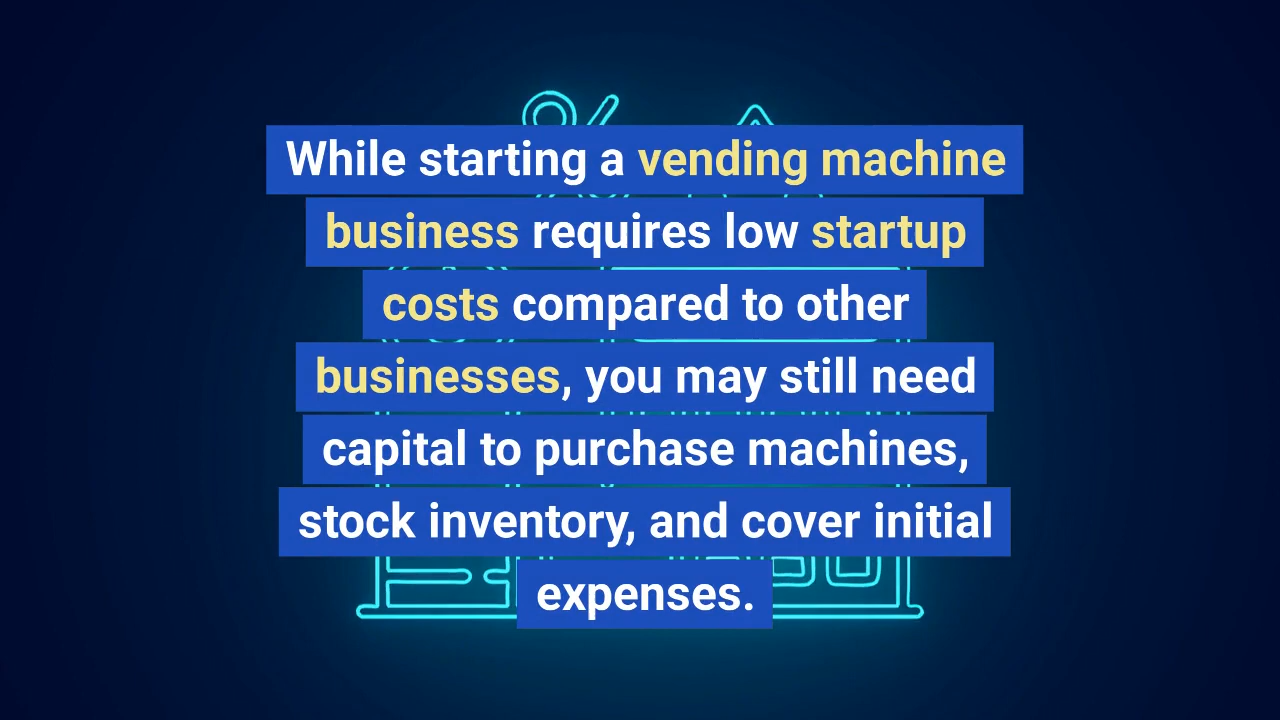 While starting a vending machine
business requires low startup
costs compared to other
businesses, you may still need
capital to purchase machines,
stock inventory, and cover initial
expenses.